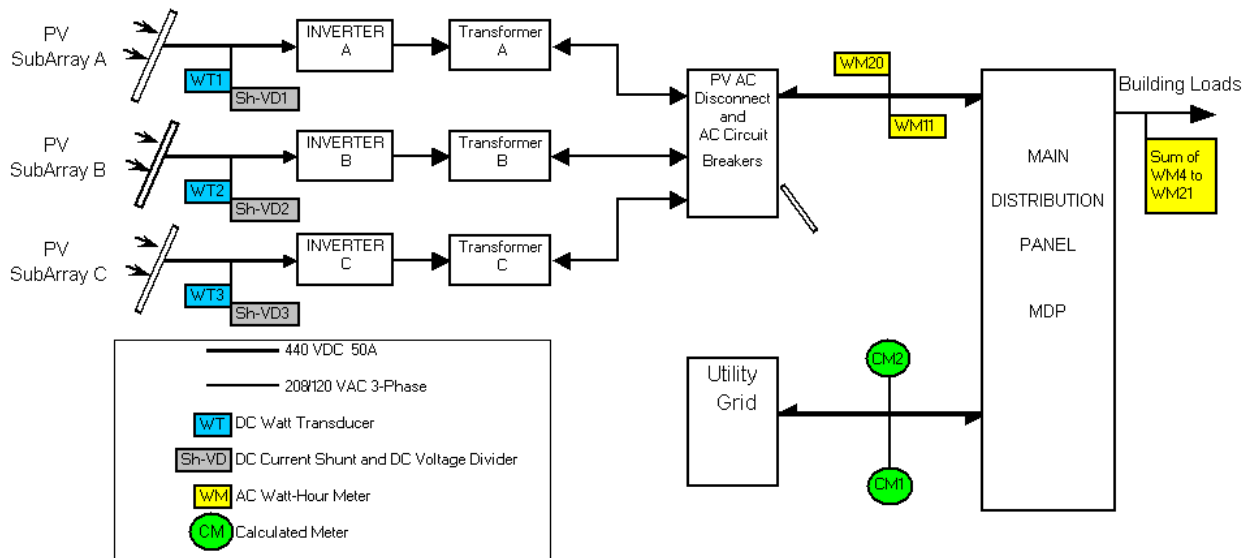 PV
SubArray A
WT1
Sh-VD1
INVERTER
A
Transformer
A
PV
SubArray B
WT2
Sh-VD2
INVERTER
B
Transformer
B
PV
SubArray C
WT3
Sh-VD3
INVERTER
C
Transformer
C
PV AC
Disconnect
and
AC Circuit
Breakers
WM20
WM11
MAIN
DISTRIBUTION
PANEL
MDP
Building Loads
Sum of
WM4 to
WM21
Utility
Grid
CM2
CM1
440 VDC 50A
208/120 VAC 3-Phase
WT DC Watt Transducer
Sh-VD DC Current Shunt and DC Voltage Divider
WM AC Watt-Hour Meter
CM Calculated Meter